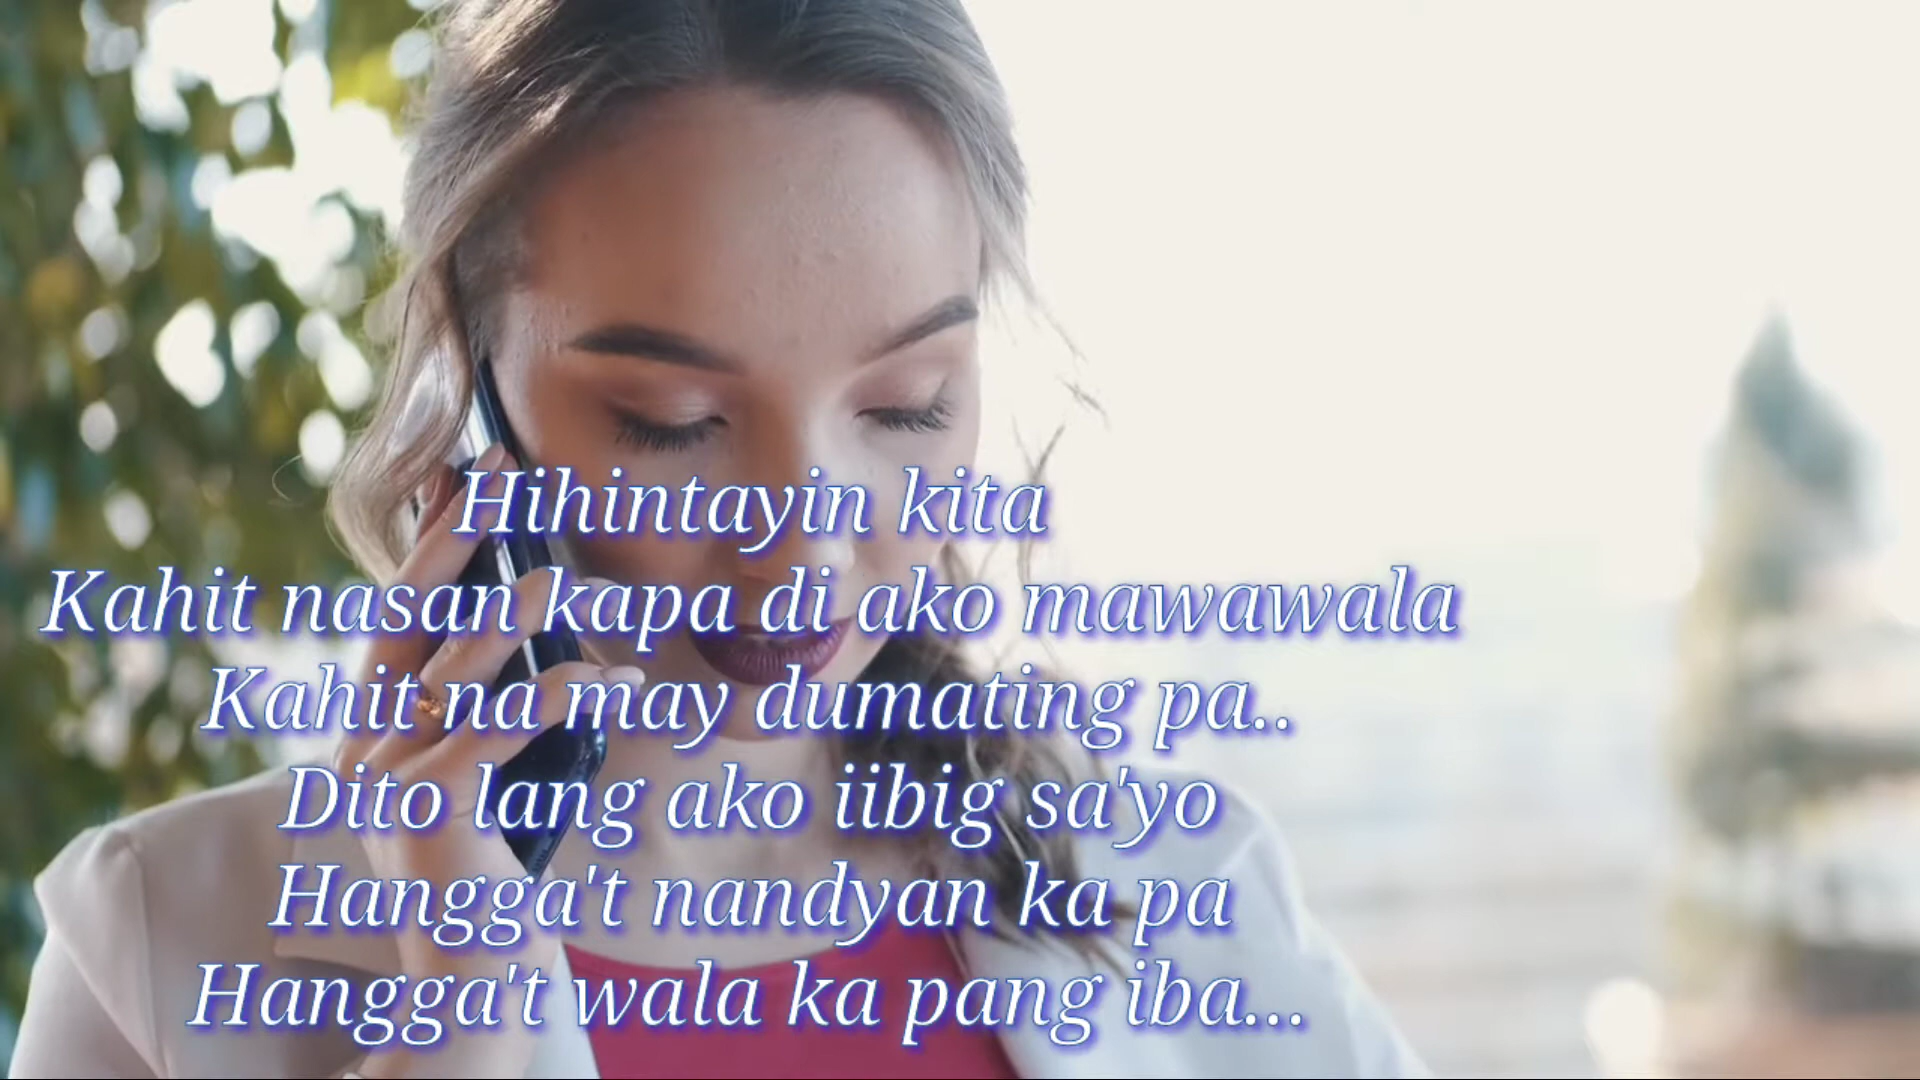 Hihintayin kita
Kahit nasan kapa di ako mawawala
Kahit na may dumating pa..
Dito lang ako iibig sa'yo
Hangga't nandyan ka pa
Hangga't wala ka pang iba...